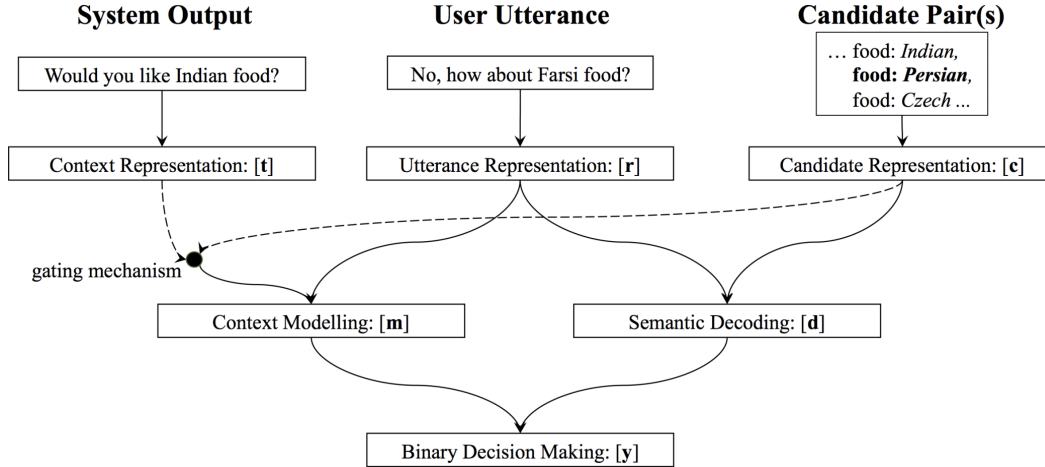 System Output
User Utterance
Candidate Pair(s)
Would you like Indian food?
No, how about Farsi food?
... food: Indian,
food: Persian,
food: Czech ...
Context Representation: [t]
Utterance Representation: [r]
Candidate Representation: [c]
gating mechanism
Context Modelling: [m]
Semantic Decoding: [d]
Binary Decision Making: [y]